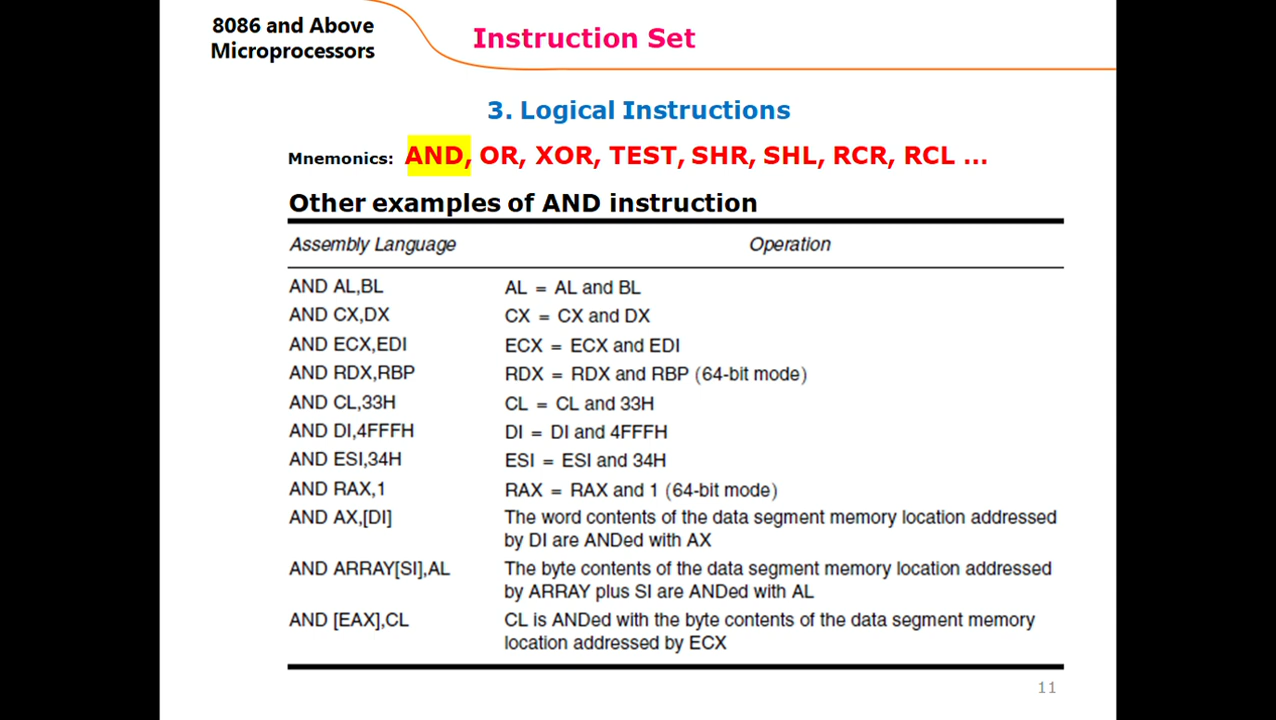 8086 and Above
Microprocessors
Instruction Set
3. Logical Instructions
Mnemonics: AND, OR, XOR, TEST, SHR, SHL, RCR, RCL ...
Other examples of AND instruction
Assembly Language Operation
AND AL,BL AL = AL and BL
AND CX,DX CX = CX and DX
AND ECX,EDI ECX = ECX and EDI
AND RDX,RBP RDX = RDX and RBP (64-bit mode)
AND CL,33H CL = CL and 33H
AND DI,4FFFH DI = DI and 4FFFH
AND ESI,34H ESI = ESI and 34H
AND RAX,1 RAX = RAX and 1 (64-bit mode)
AND AX,[DI] The word contents of the data segment memory location addressed
by DI are ANDed with AX
AND ARRAY[SI],AL The byte contents of the data segment memory location addressed
by ARRAY plus SI are ANDed with AL
AND [EAX],CL CL is ANDed with the byte contents of the data segment memory
location addressed by ECX
11